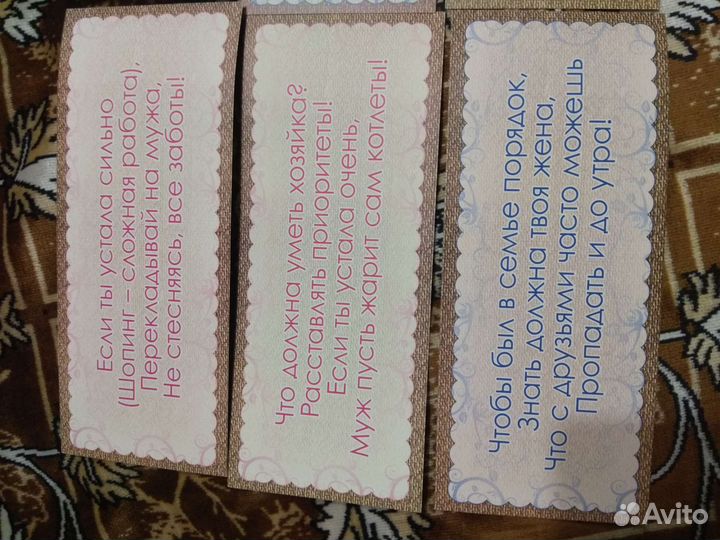 Если ты устала сильно
(Шопинг – сложная работа),
Перекладывай на мужа,
Не стесняясь, все заботы!
Что должна уметь хозяйка?
Расставлять приоритеты!
Если ты устала очень,
Муж пусть жарит сам котлеты!
Чтобы был в семье порядок,
Знать должна твоя жена,
Что с друзьями часто можешь
Пропадать и до утра!
Avito